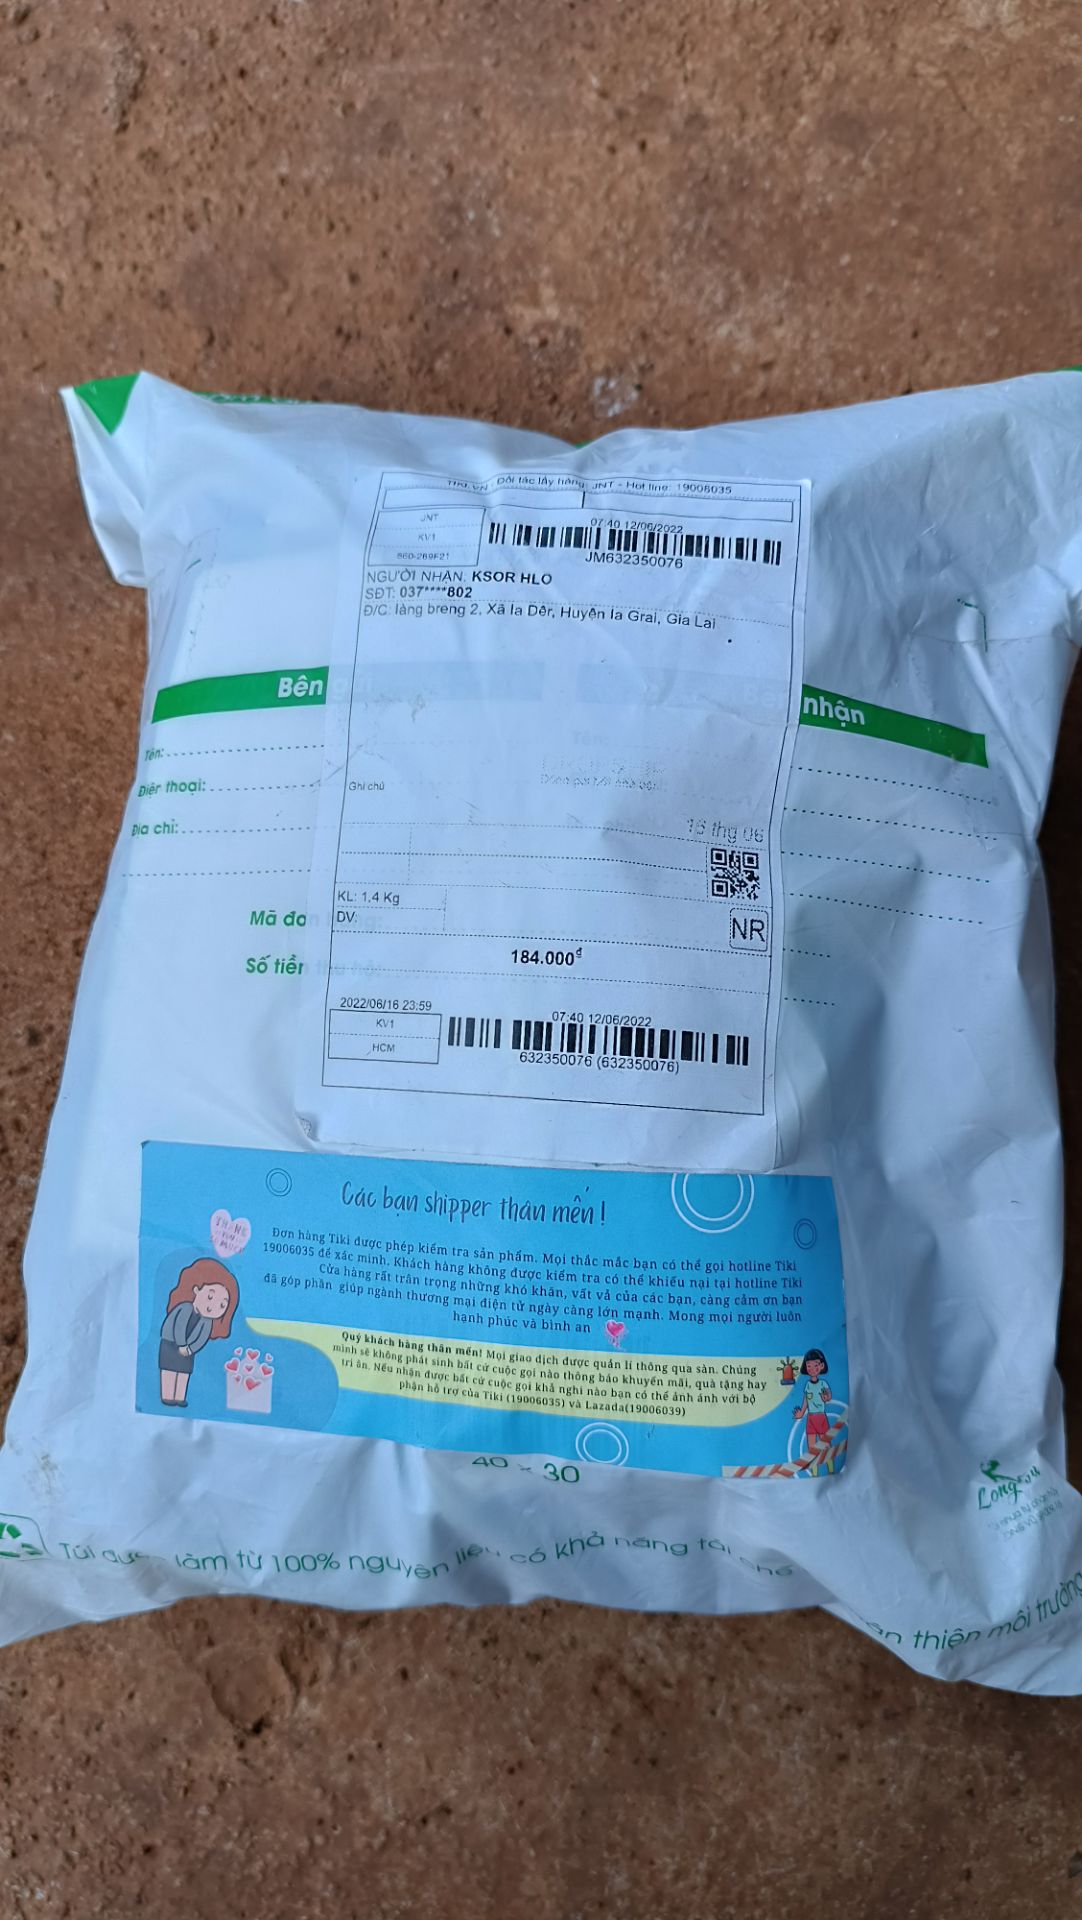 Đối tác lấy hàng: JNT - Hot line: 19006035
JNT
KV1
07:40 12/06/2022
JM632350076
NGƯỜI NHẬN: KSOR HLO
SĐT: 037****802
Đ/C: làng breng 2, Xã Ia Dêr, Huyện Ia Grai, Gia Lai
Bên
nhận
Tên:
Điện thoại:
Địa chỉ:
Ghi chú
thg 06
KL: 1,4 Kg
Mã đơ
DV:
NR
Số tiền
184.000₫
2022/06/16 23:59
KV1
HCM
07:40 12/06/2022
632350076 (632350076)
Các bạn shipper thân mến!
Đơn hàng Tiki được phép kiểm tra sản phẩm. Mọi thắc mắc bạn có thể gọi hotline Tiki
19006035 để xác minh. Khách hàng không được kiểm tra có thể khiếu nại tại hotline Tiki
Cửa hàng rất trân trọng những khó khăn, vất vả của các bạn, càng cảm ơn bạn
đã góp phần giúp ngành thương mại điện tử ngày càng lớn mạnh. Mong mọi người luôn
hạnh phúc và bình an
Quý khách hàng thân mến! Mọi giao dịch được quản lí thông qua sàn. Chúng
mình sẽ không phát sinh bất cứ cuộc gọi nào thông báo khuyến mãi, quà tặng hay
tri ân. Nếu nhận được bất cứ cuộc gọi khả nghi nào bạn có thể ánh ánh với bộ
phận hỗ trợ của Tiki (19006035) và Lazada(19006039)
40 × 30
Túi được làm từ 100% nguyên liệu có khả năng tái chế
thiện môi trường